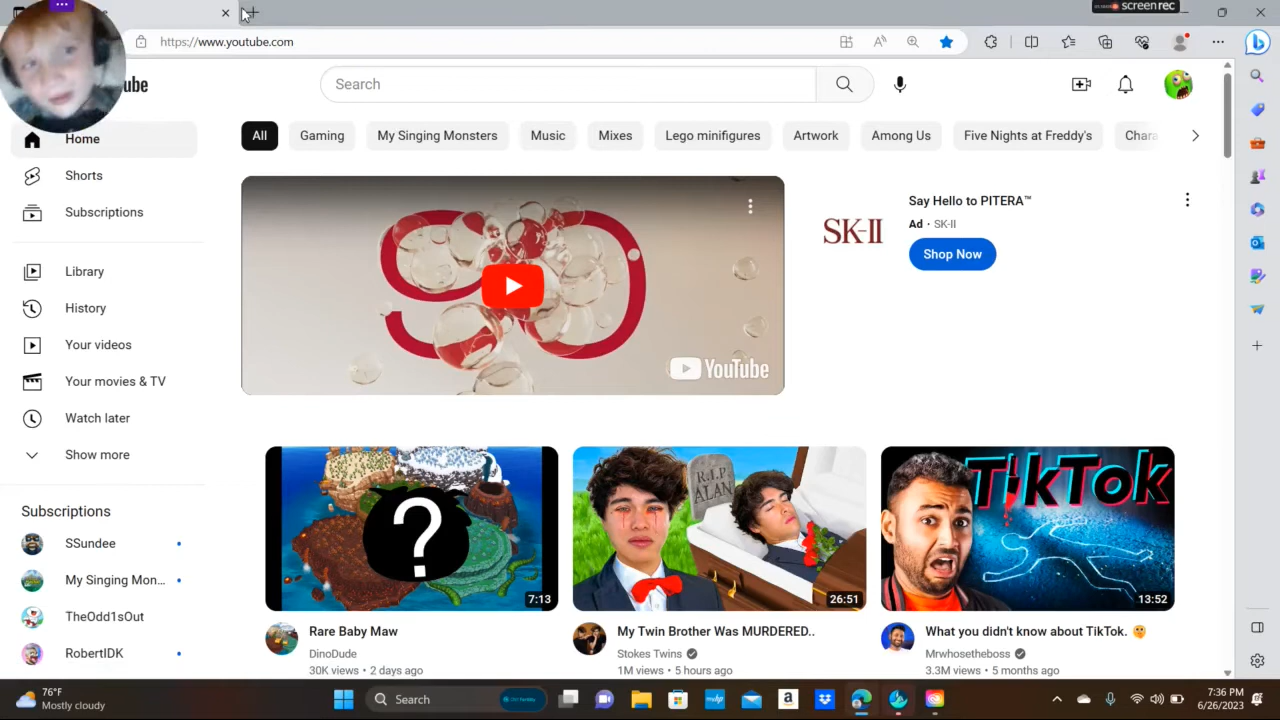 screenrec
https://www.youtube.com
ube
Search
Home
Shorts
Subscriptions
Library
History
Your videos
Your movies & TV
Watch later
Show more
Subscriptions
SSundee
My Singing Mon...
TheOdd1sOut
RobertIDK
All
Gaming
My Singing Monsters
Music
Mixes
Lego minifigures
Artwork
Among Us
Five Nights at Freddy's
Chara
YouTube
SK-II
Say Hello to PITERA™
Ad · SK-II
Shop Now
?
7:13
Rare Baby Maw
DinoDude
30K views • 2 days ago
R.I.P
ALAN
26:51
My Twin Brother Was MURDERED..
Stokes Twins
1M views • 5 hours ago
TikTok
13:52
What you didn't know about TikTok. 🫢
Mrwhosetheboss
3.3M views • 5 months ago
76°F
Mostly cloudy
Search
7:36 PM
6/26/2023